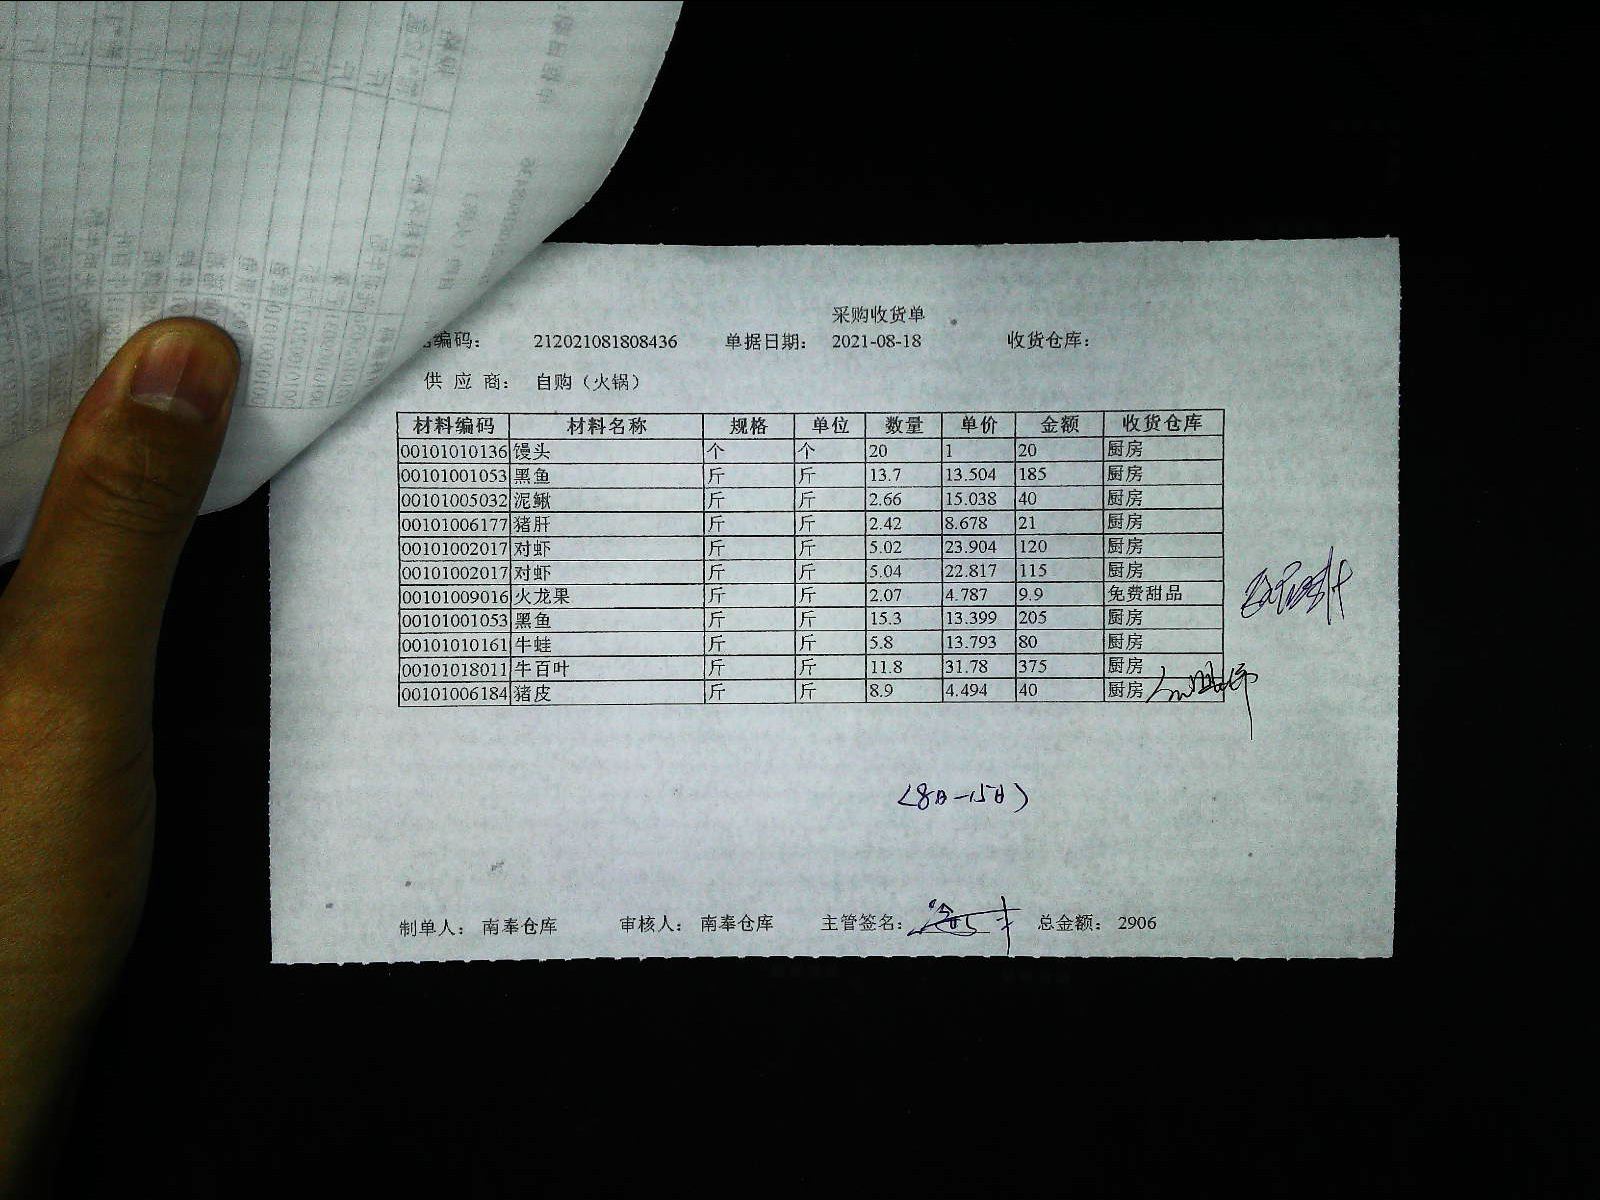 采购收货单
编码: 212021081808436 单据日期: 2021-08-18 收货仓库:
供 应 商: 自购（火锅）
材料编码 材料名称 规格 单位 数量 单价 金额 收货仓库
00101010136 馒头 个 个 20 1 20 厨房
00101001053 黑鱼 斤 斤 13.7 13.504 185 厨房
00101005032 泥鳅 斤 斤 2.66 15.038 40 厨房
00101006177 猪肝 斤 斤 2.42 8.678 21 厨房
00101002017 对虾 斤 斤 5.02 23.904 120 厨房
00101002017 对虾 斤 斤 5.04 22.817 115 厨房
00101009016 火龙果 斤 斤 2.07 4.787 9.9 免费甜品
00101001053 黑鱼 斤 斤 15.3 13.399 205 厨房
00101010161 牛蛙 斤 斤 5.8 13.793 80 厨房
00101018011 牛百叶 斤 斤 11.8 31.78 375 厨房
00101006184 猪皮 斤 斤 8.9 4.494 40 厨房
(8日-15日)
制单人: 南奉仓库 审核人: 南奉仓库 主管签名: 总金额: 2906